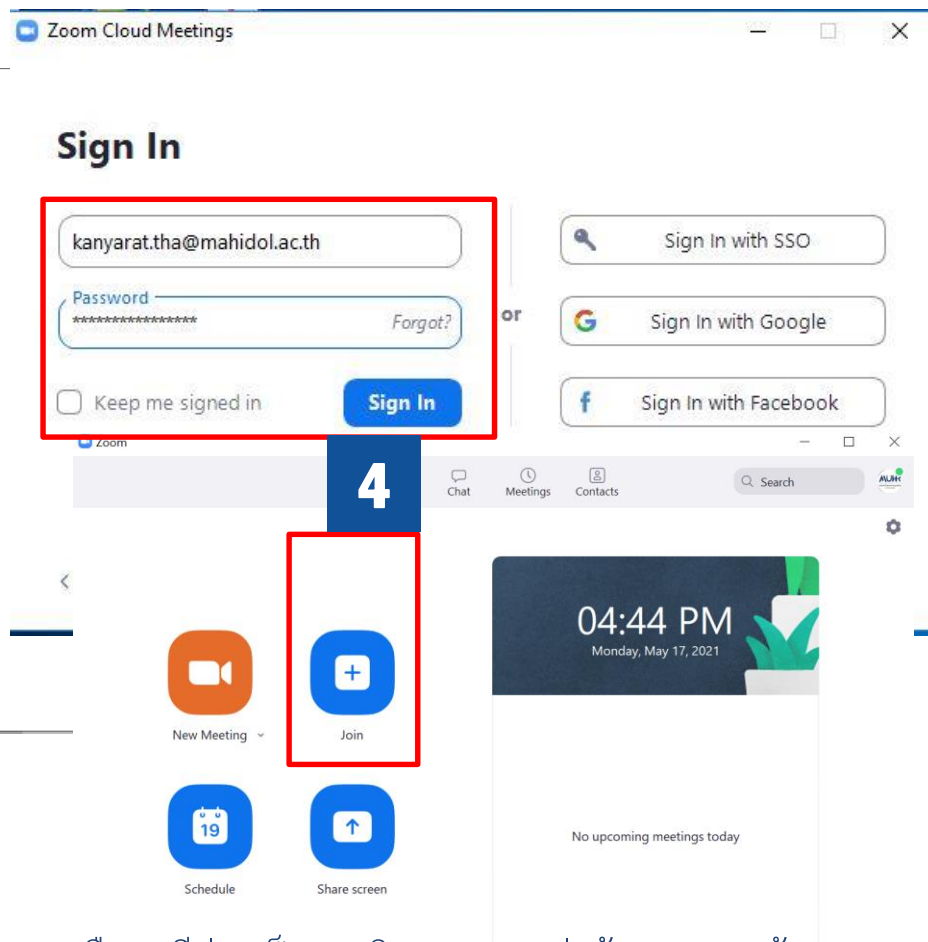 Zoom Cloud Meetings
Sign In
kanyarat.tha@mahidol.ac.th
Password
****************
Forgot?
Keep me signed in
Sign In
or
Sign In with SSO
Sign In with Google
Sign In with Facebook
Zoom
4
Chat
Meetings
Contacts
Search
04:44 PM
Monday, May 17, 2021
New Meeting
Join
19
Schedule
Share screen
No upcoming meetings today